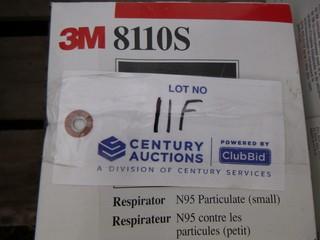 3M 8110S
LOT NO
11F
CENTURY AUCTIONS
POWERED BY
ClubBid
A DIVISION OF CENTURY SERVICES
Respirator N95 Particulate (small)
Respirateur N95 contre les
particules (petit)